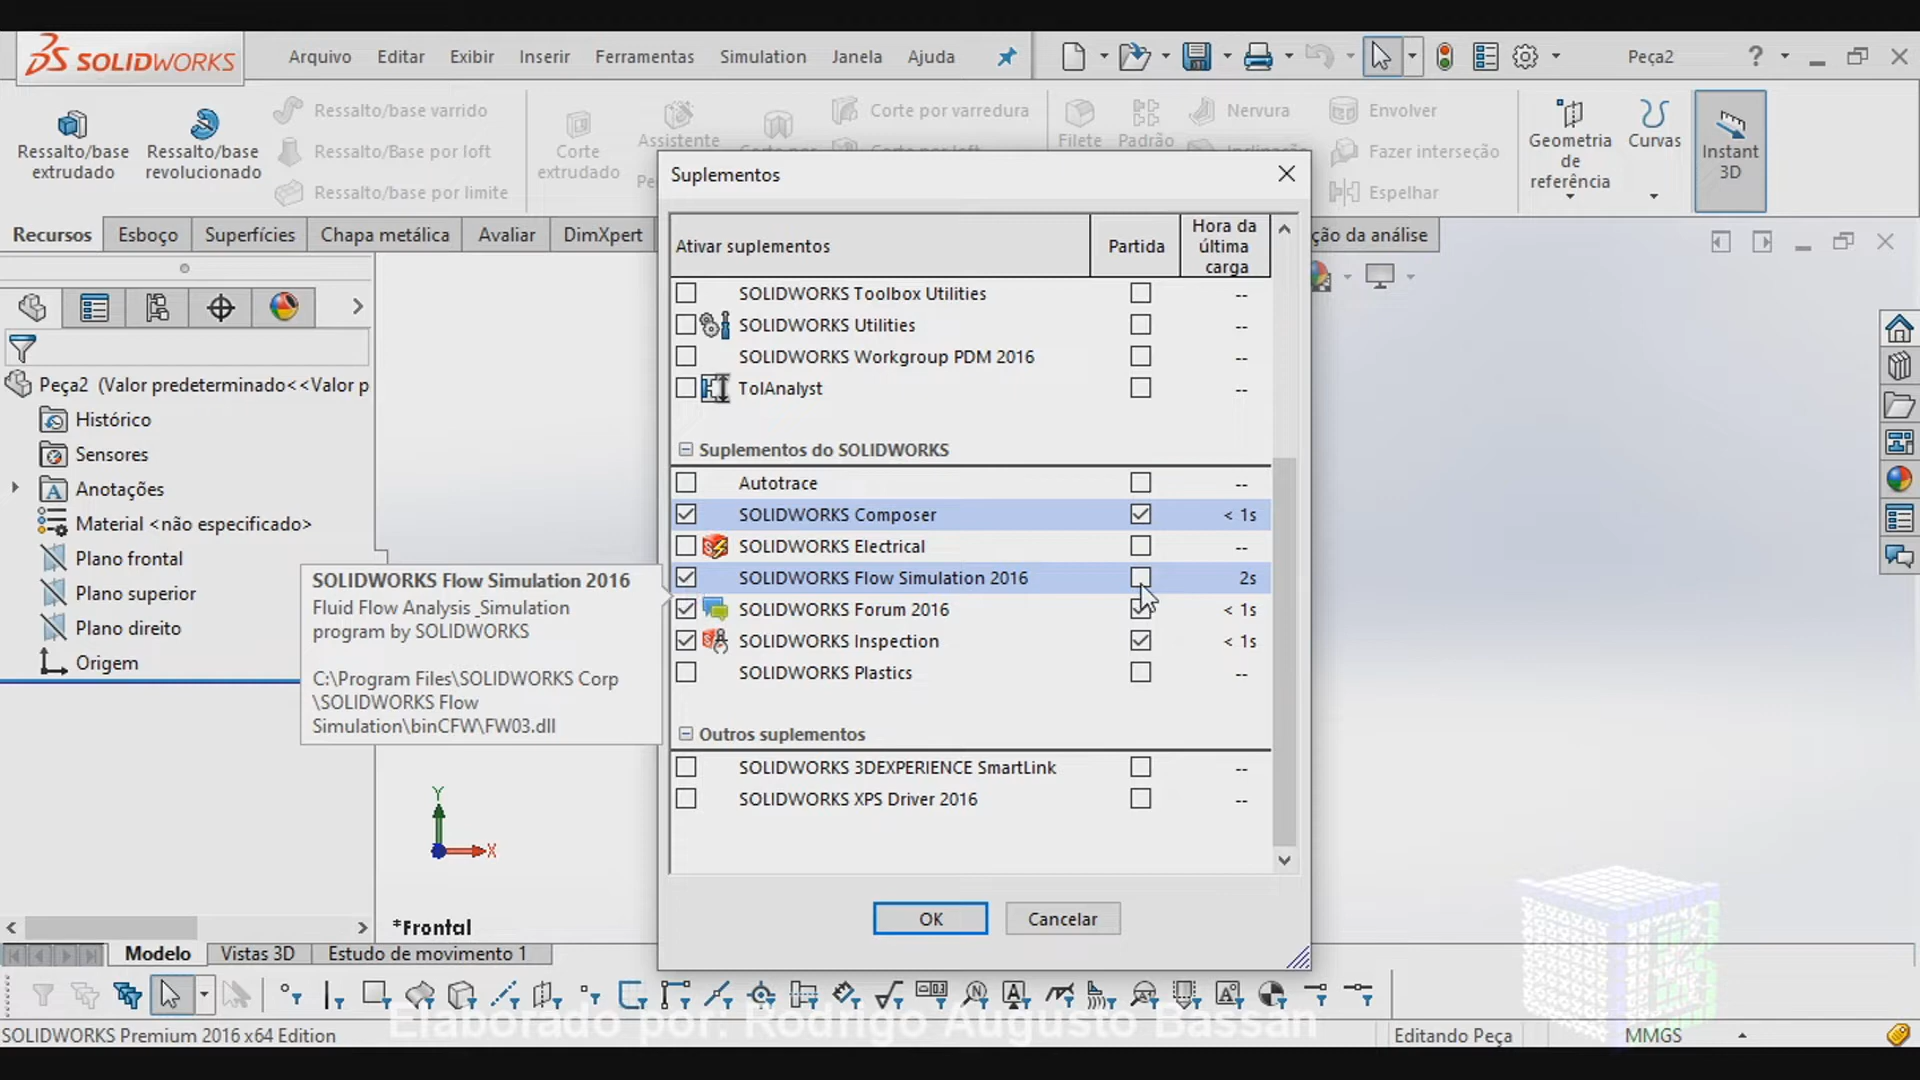 SOLIDWORKS
Arquivo Editar Exibir Inserir Ferramentas Simulation Janela Ajuda
Peça2
Ressalto/base extrudado
Ressalto/base revolucionado
Ressalto/base varrido
Ressalto/Base por loft
Ressalto/base por limite
Corte extrudado
Assistente
Corte por varredura
Filete
Padrão
Nervura
Envolver
Fazer interseção
Espelhar
Geometria de referência
Curvas
Instant 3D
Recursos Esboço Superfícies Chapa metálica Avaliar DimXpert
ção da análise
Peça2 (Valor predeterminado<<Valor p
Histórico
Sensores
Anotações
Material <não especificado>
Plano frontal
Plano superior
Plano direito
Origem
Suplementos
Ativar suplementos Partida Hora da última carga
SOLIDWORKS Toolbox Utilities --
SOLIDWORKS Utilities --
SOLIDWORKS Workgroup PDM 2016 --
TolAnalyst --
Suplementos do SOLIDWORKS
Autotrace --
SOLIDWORKS Composer < 1s
SOLIDWORKS Electrical --
SOLIDWORKS Flow Simulation 2016 2s
SOLIDWORKS Forum 2016 < 1s
SOLIDWORKS Inspection < 1s
SOLIDWORKS Plastics --
Outros suplementos
SOLIDWORKS 3DEXPERIENCE SmartLink --
SOLIDWORKS XPS Driver 2016 --
OK Cancelar
SOLIDWORKS Flow Simulation 2016
Fluid Flow Analysis _Simulation
program by SOLIDWORKS
C:\Program Files\SOLIDWORKS Corp
\SOLIDWORKS Flow
Simulation\binCFW\FW03.dll
Y
X
*Frontal
Modelo Vistas 3D Estudo de movimento 1
Elaborado por: Rodrigo Augusto Bassan
SOLIDWORKS Premium 2016 x64 Edition
Editando Peça MMGS